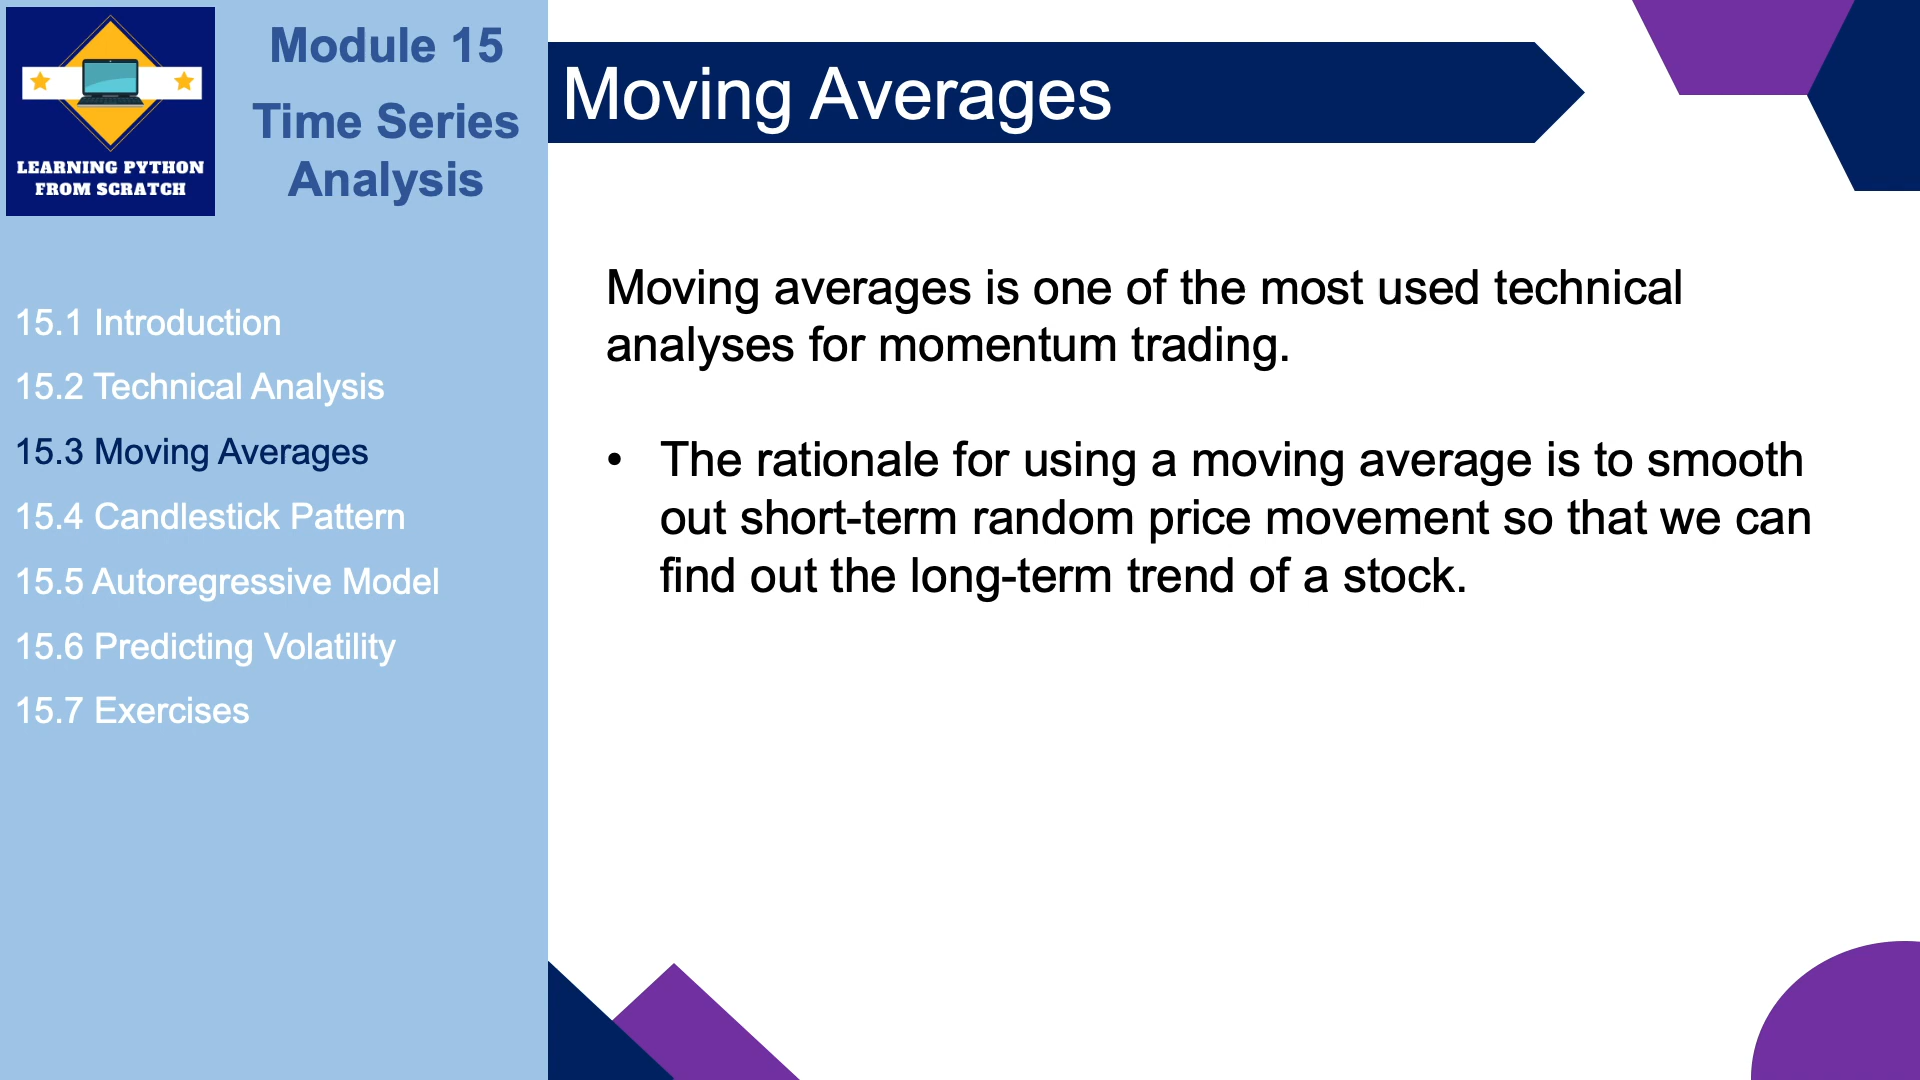 LEARNING PYTHON
FROM SCRATCH
Module 15
Time Series
Analysis
15.1 Introduction
15.2 Technical Analysis
15.3 Moving Averages
15.4 Candlestick Pattern
15.5 Autoregressive Model
15.6 Predicting Volatility
15.7 Exercises
Moving Averages
Moving averages is one of the most used technical
analyses for momentum trading.
• The rationale for using a moving average is to smooth
out short-term random price movement so that we can
find out the long-term trend of a stock.